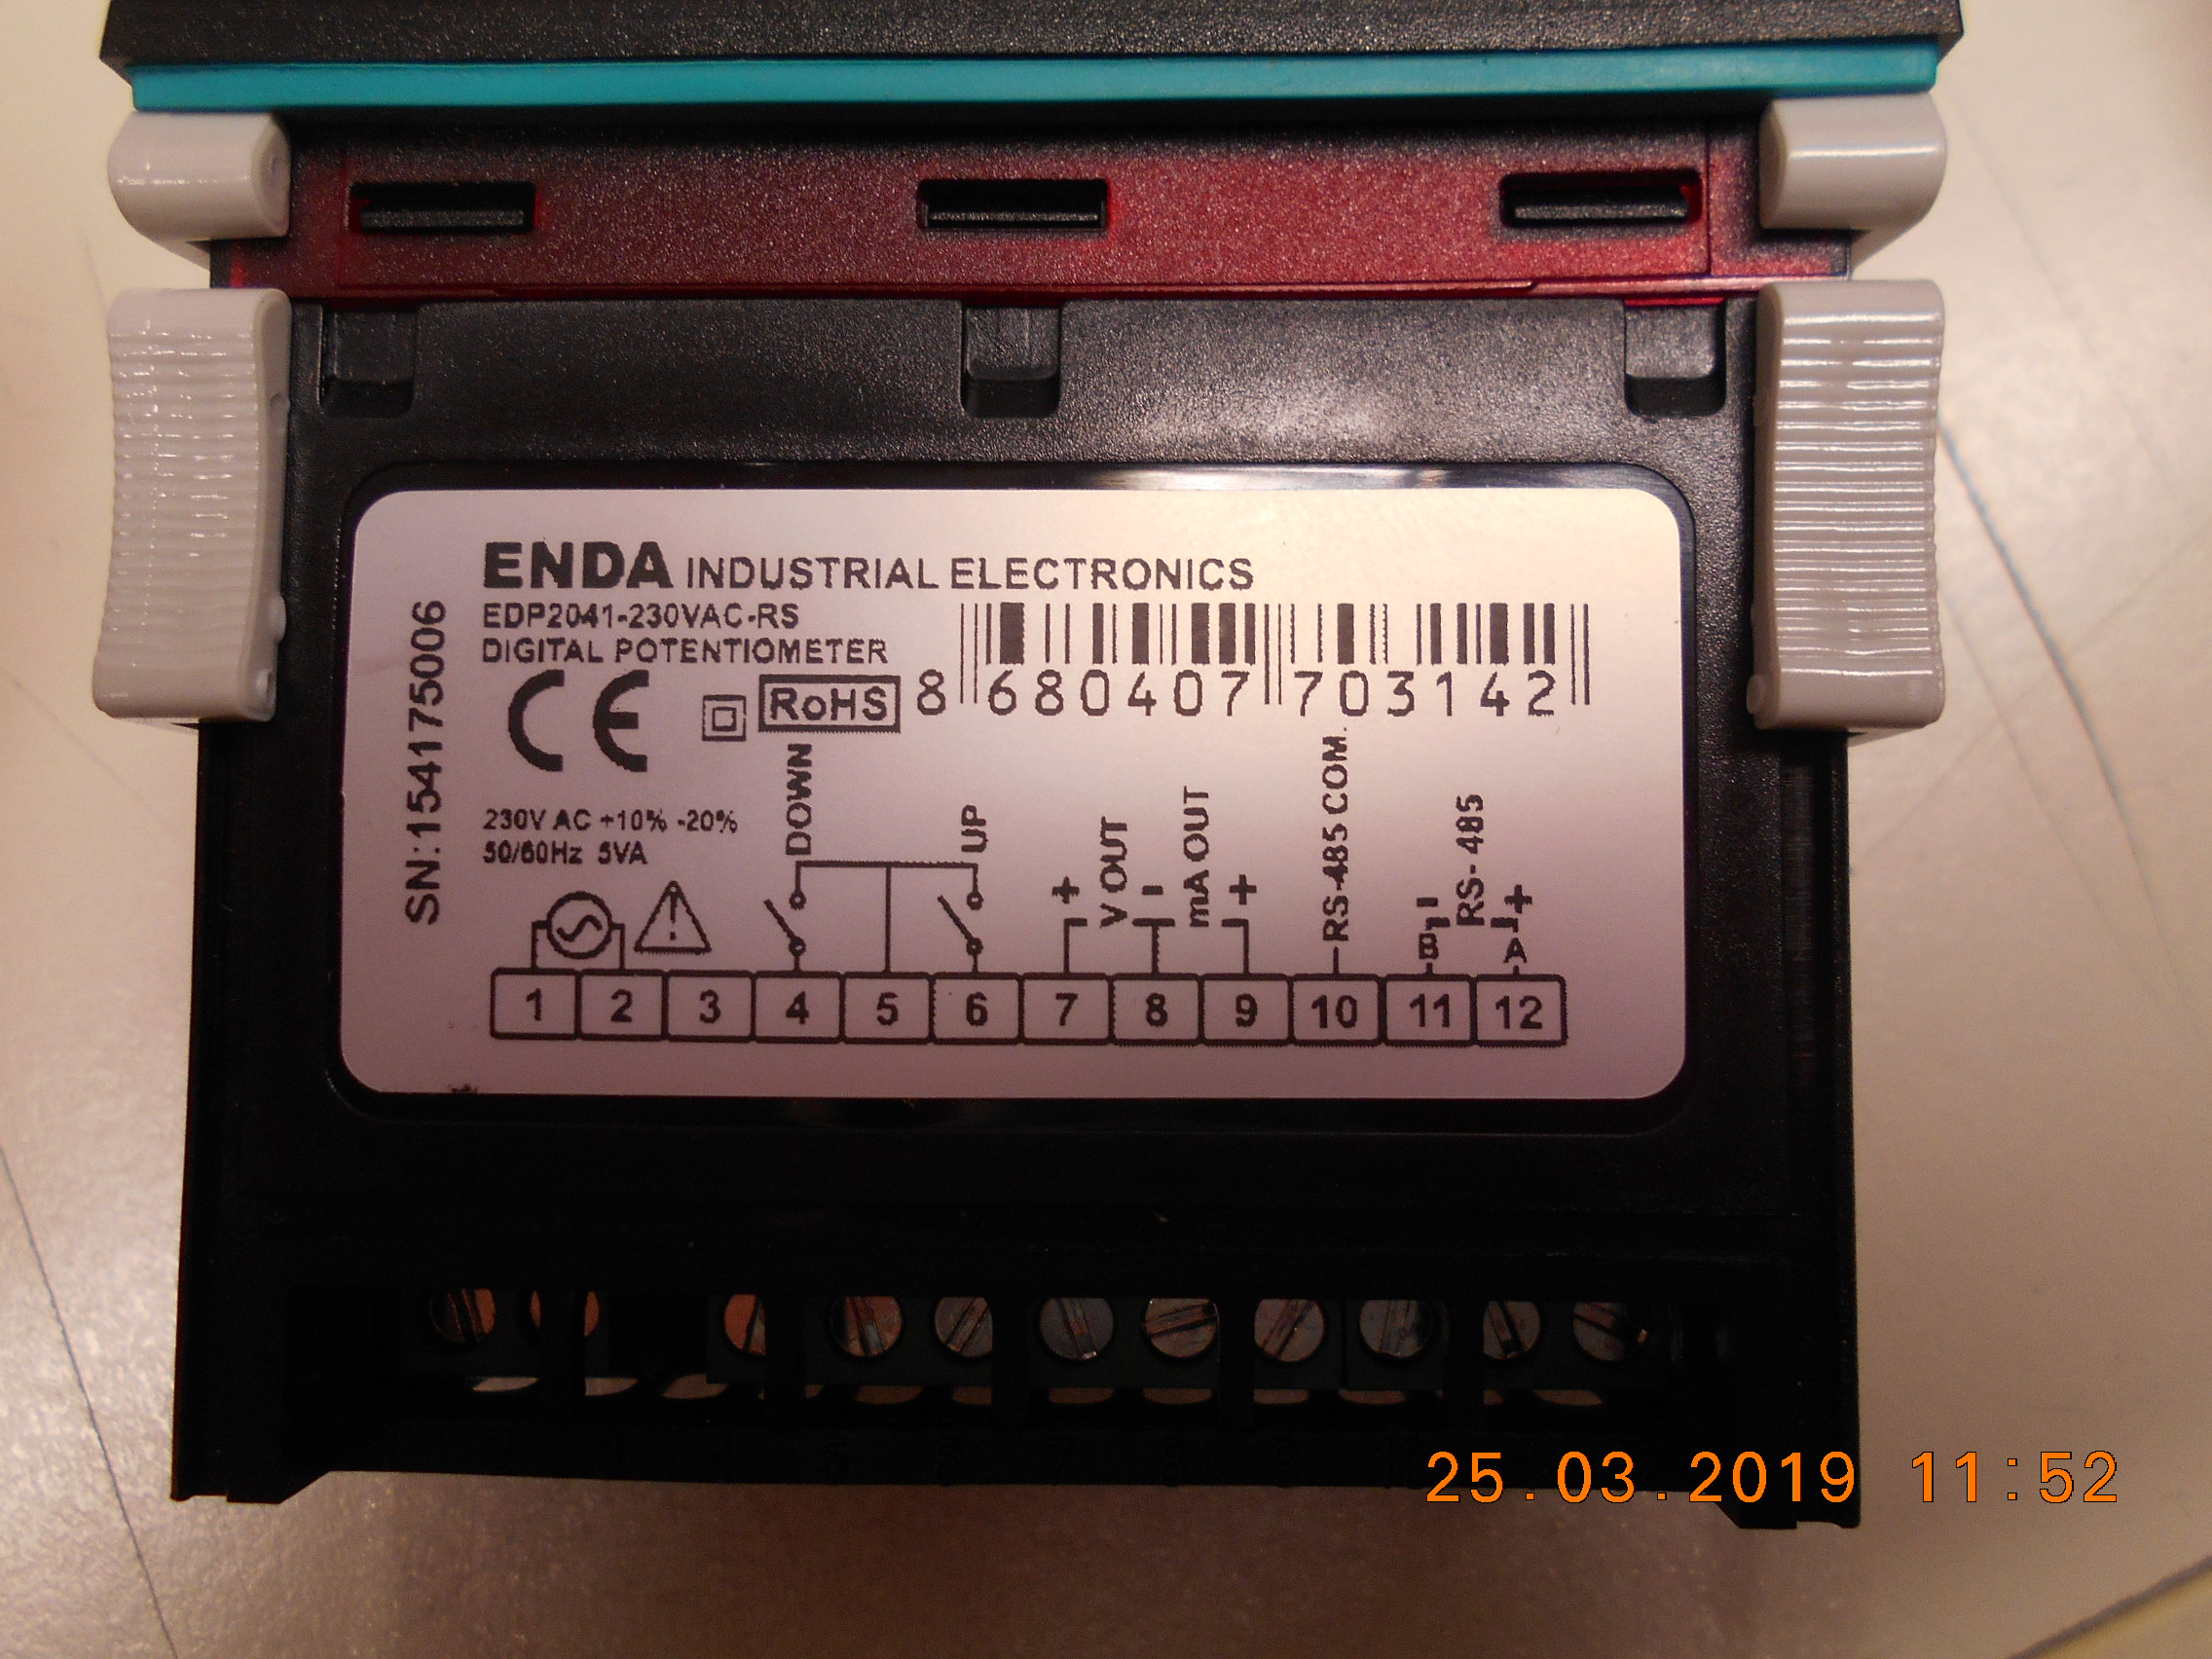 ENDA INDUSTRIAL ELECTRONICS
EDP2041-230VAC-RS
DIGITAL POTENTIOMETER
CE RoHS 8 680407 703142
SN:154175006
230V AC +10% -20%
50/60Hz 5VA
DOWN
UP
+ V OUT - mA OUT +
RS-485 COM.
- RS-485 +
B A
1 2 3 4 5 6 7 8 9 10 11 12
25.03.2019 11:52